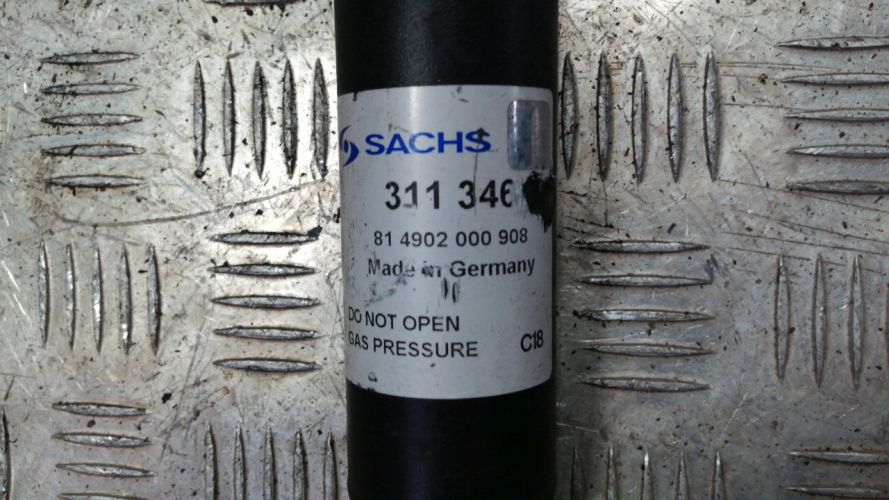 SACHS
311 346
81 4902 000 908
Made in Germany
DO NOT OPEN
GAS PRESSURE C18